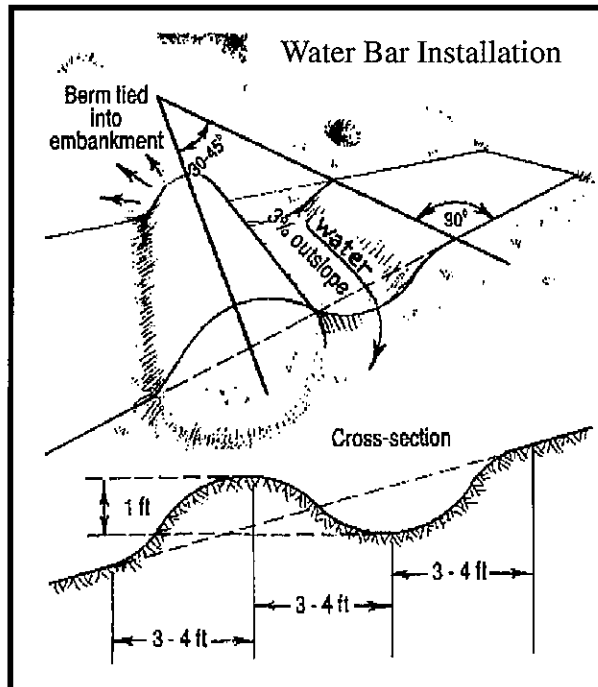 Water Bar Installation
Berm tied
into
embankment
30-45°
90°
water
3% outslope
Cross-section
1 ft
3 - 4 ft
3 - 4 ft
3 - 4 ft